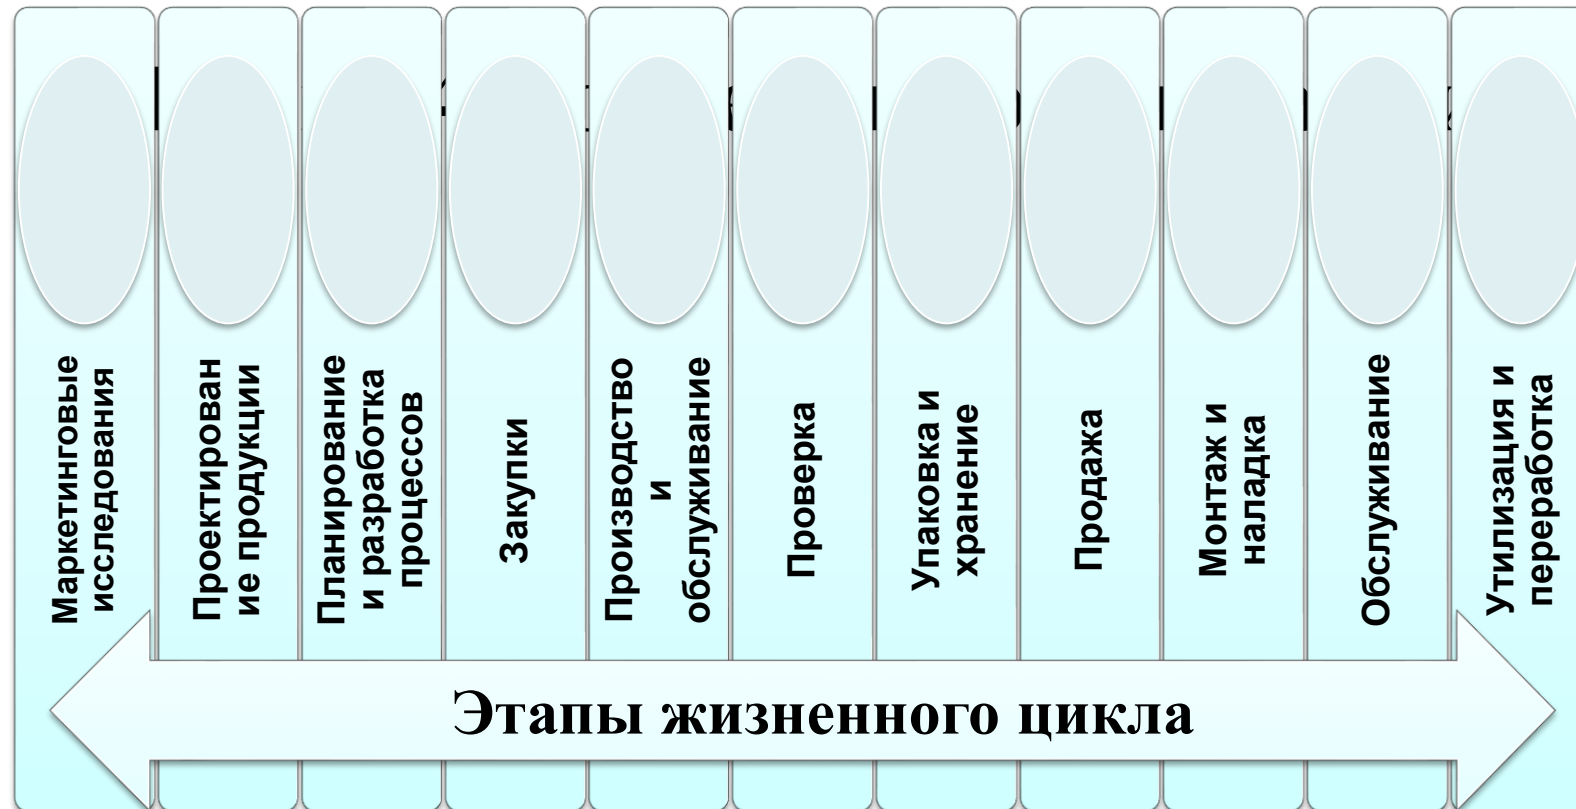 Маркетинговые
исследования
Проектирован
ие продукции
Планирование
и разработка
процессов
Закупки
Производство
и
обслуживание
Проверка
Упаковка и
хранение
Продажа
Монтаж и
наладка
Обслуживание
Утилизация и
переработка
Этапы жизненного цикла